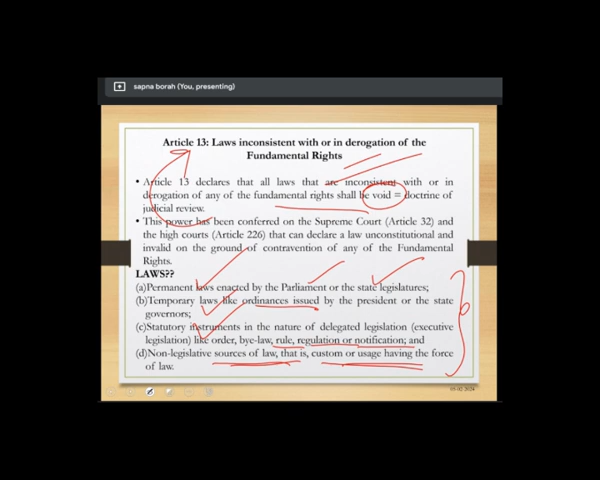 sapna borah (You, presenting)
Article 13: Laws inconsistent with or in derogation of the
Fundamental Rights
• Article 13 declares that all laws that are inconsistent with or in
derogation of any of the fundamental rights shall be void = doctrine of
judicial review.
• This power has been conferred on the Supreme Court (Article 32) and
the high courts (Article 226) that can declare a law unconstitutional and
invalid on the ground of contravention of any of the Fundamental
Rights.
LAWS??
(a)Permanent laws enacted by the Parliament or the state legislatures;
(b)Temporary laws like ordinances issued by the president or the state
governors;
(c)Statutory instruments in the nature of delegated legislation (executive
legislation) like order, bye-law, rule, regulation or notification; and
(d)Non-legislative sources of law, that is, custom or usage having the force
of law.